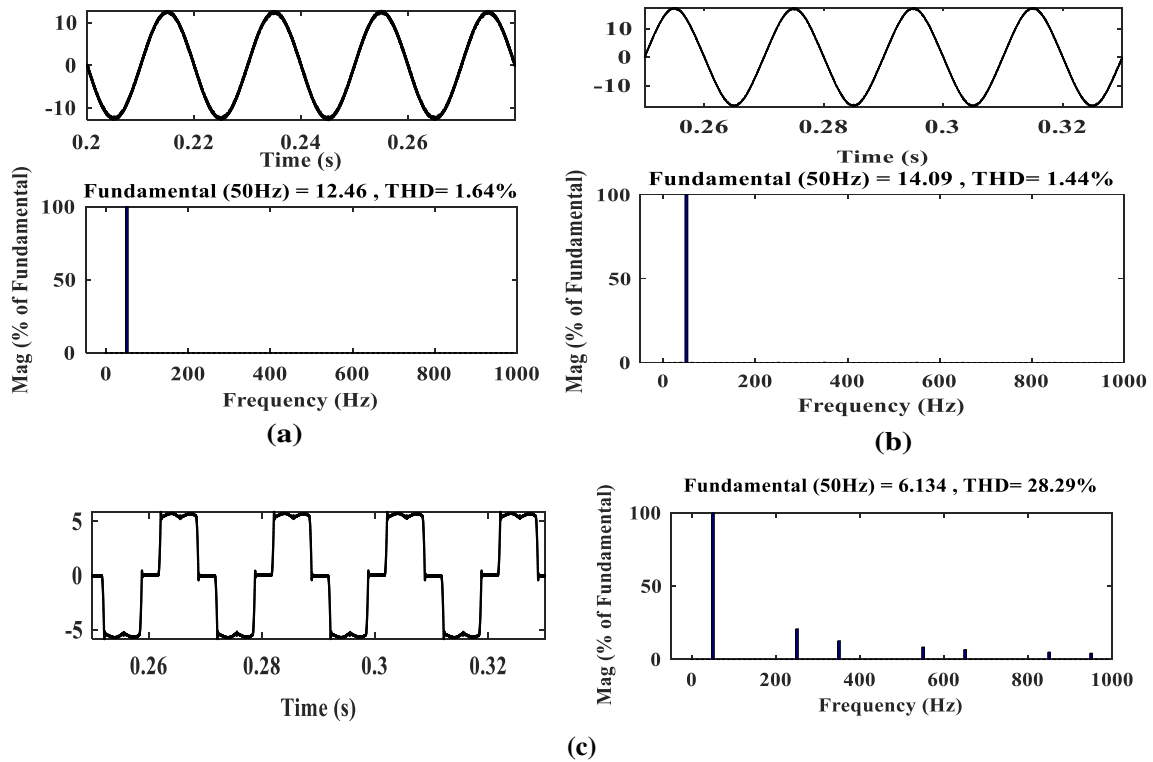 10
0
-10
0.2 0.22 0.24 0.26
Time (s)
Fundamental (50Hz) = 12.46 , THD= 1.64%
Mag (% of Fundamental)
100
50
0
0 200 400 600 800 1000
Frequency (Hz)
(a)
10
0
-10
0.26 0.28 0.3 0.32
Time (s)
Fundamental (50Hz) = 14.09 , THD= 1.44%
Mag (% of Fundamental)
100
50
0
0 200 400 600 800 1000
Frequency (Hz)
(b)
5
0
-5
0.26 0.28 0.3 0.32
Time (s)
Fundamental (50Hz) = 6.134 , THD= 28.29%
Mag (% of Fundamental)
100
50
0
0 200 400 600 800 1000
Frequency (Hz)
(c)